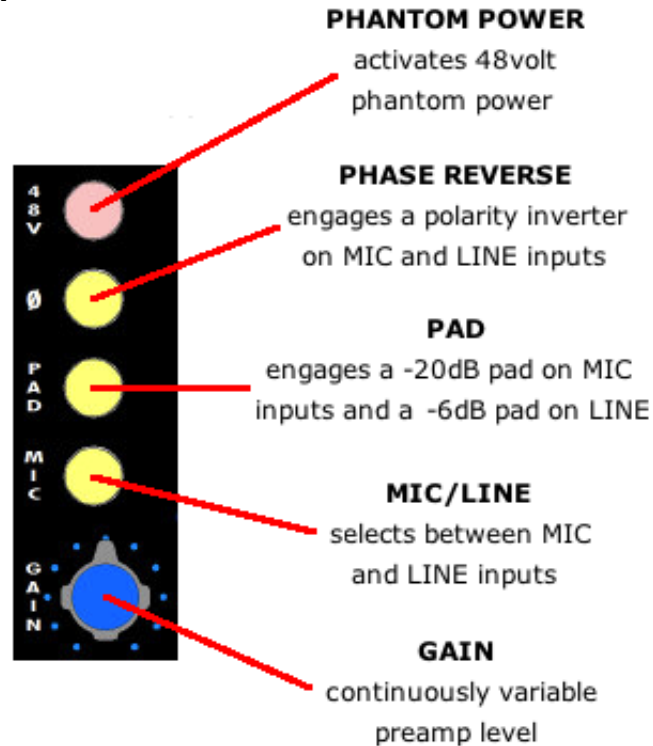 PHANTOM POWER
activates 48volt
phantom power
48V
PHASE REVERSE
engages a polarity inverter
on MIC and LINE inputs
Ø
PAD
engages a -20dB pad on MIC
inputs and a -6dB pad on LINE
PAD
MIC/LINE
selects between MIC
and LINE inputs
MIC
GAIN
continuously variable
preamp level
GAIN